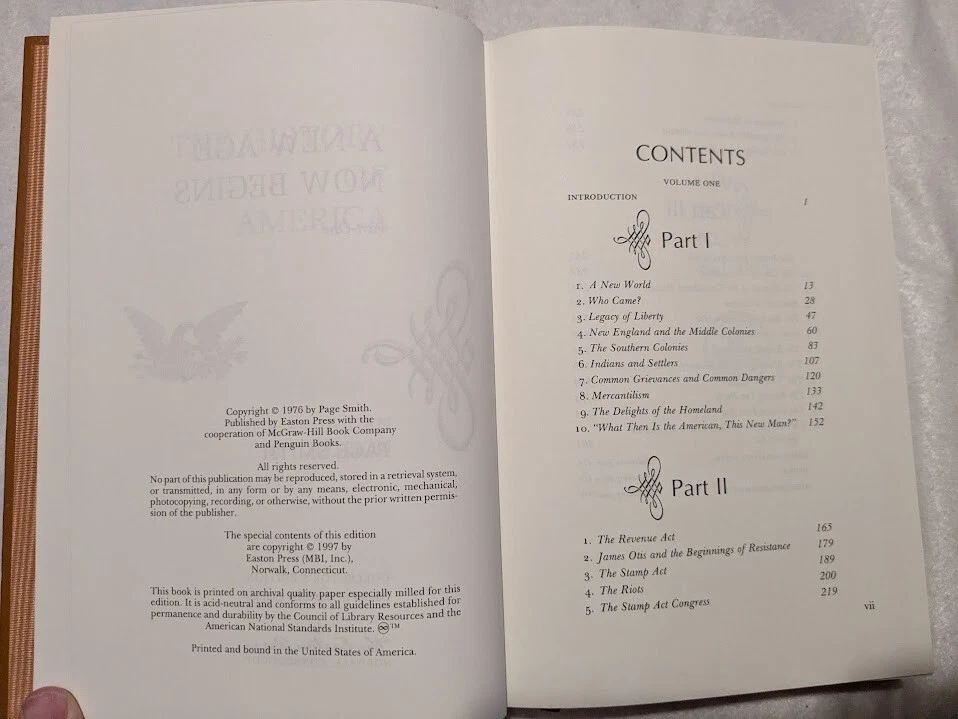 Copyright © 1976 by Page Smith.
Published by Easton Press with the
cooperation of McGraw-Hill Book Company
and Penguin Books.
All rights reserved.
No part of this publication may be reproduced, stored in a retrieval system,
or transmitted, in any form or by any means, electronic, mechanical,
photocopying, recording, or otherwise, without the prior written permis-
sion of the publisher.
The special contents of this edition
are copyright © 1997 by
Easton Press (MBI, Inc.),
Norwalk, Connecticut.
This book is printed on archival quality paper especially milled for this
edition. It is acid-neutral and conforms to all guidelines established for
permanence and durability by the Council of Library Resources and the
American National Standards Institute. ♾™
Printed and bound in the United States of America.
CONTENTS
VOLUME ONE
INTRODUCTION 1
Part I
1. A New World 13
2. Who Came? 28
3. Legacy of Liberty 47
4. New England and the Middle Colonies 60
5. The Southern Colonies 83
6. Indians and Settlers 107
7. Common Grievances and Common Dangers 120
8. Mercantilism 133
9. The Delights of the Homeland 142
10. "What Then Is the American, This New Man?" 152
Part II
1. The Revenue Act 165
2. James Otis and the Beginnings of Resistance 179
3. The Stamp Act 189
4. The Riots 200
5. The Stamp Act Congress 219
vii